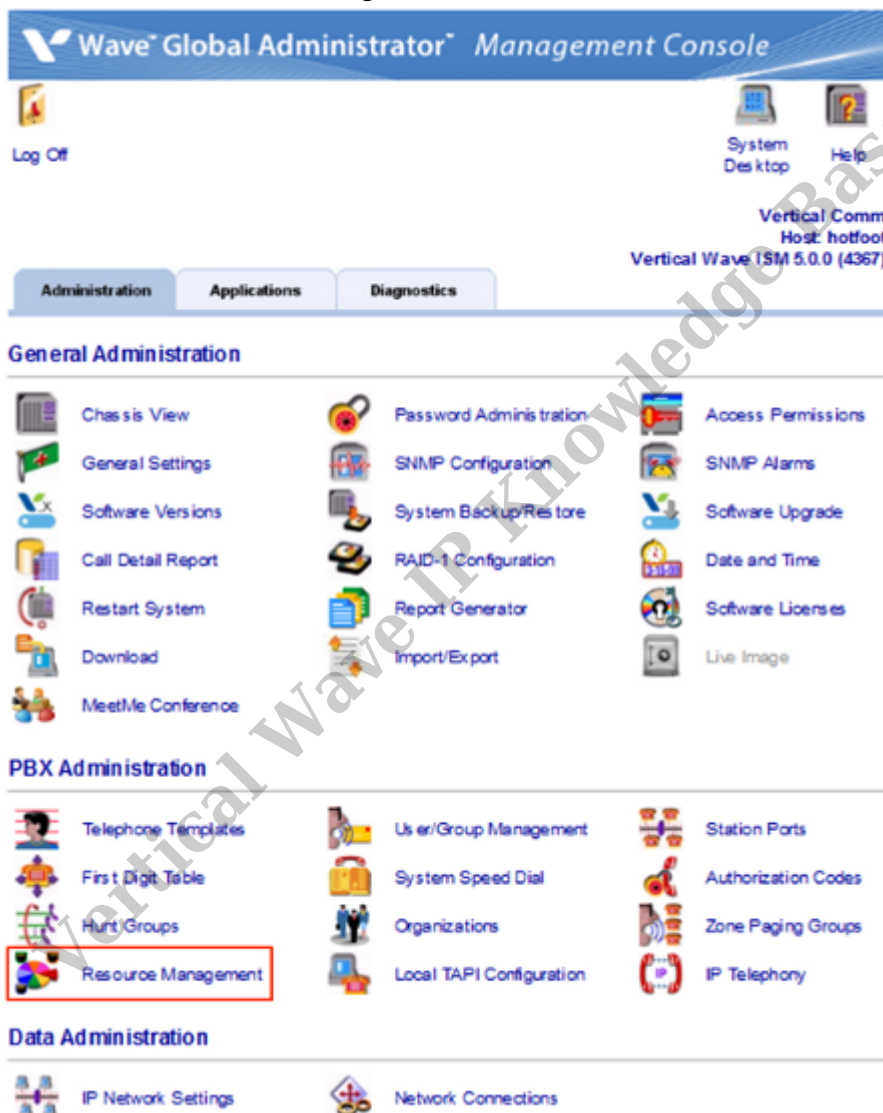 Wave™ Global Administrator™ Management Console
Log Off
System Desktop
Help
Vertical Comm
Host: hotfoot
Vertical Wave ISM 5.0.0 (4367)
Administration Applications Diagnostics
General Administration
Chassis View Password Administration Access Permissions
General Settings SNMP Configuration SNMP Alarms
Software Versions System Backup/Restore Software Upgrade
Call Detail Report RAID-1 Configuration Date and Time
Restart System Report Generator Software Licenses
Download Import/Export Live Image
MeetMe Conference
PBX Administration
Telephone Templates User/Group Management Station Ports
First Digit Table System Speed Dial Authorization Codes
Hunt Groups Organizations Zone Paging Groups
Resource Management Local TAPI Configuration IP Telephony
Data Administration
IP Network Settings Network Connections
Vertical Wave IP Knowledge Bas